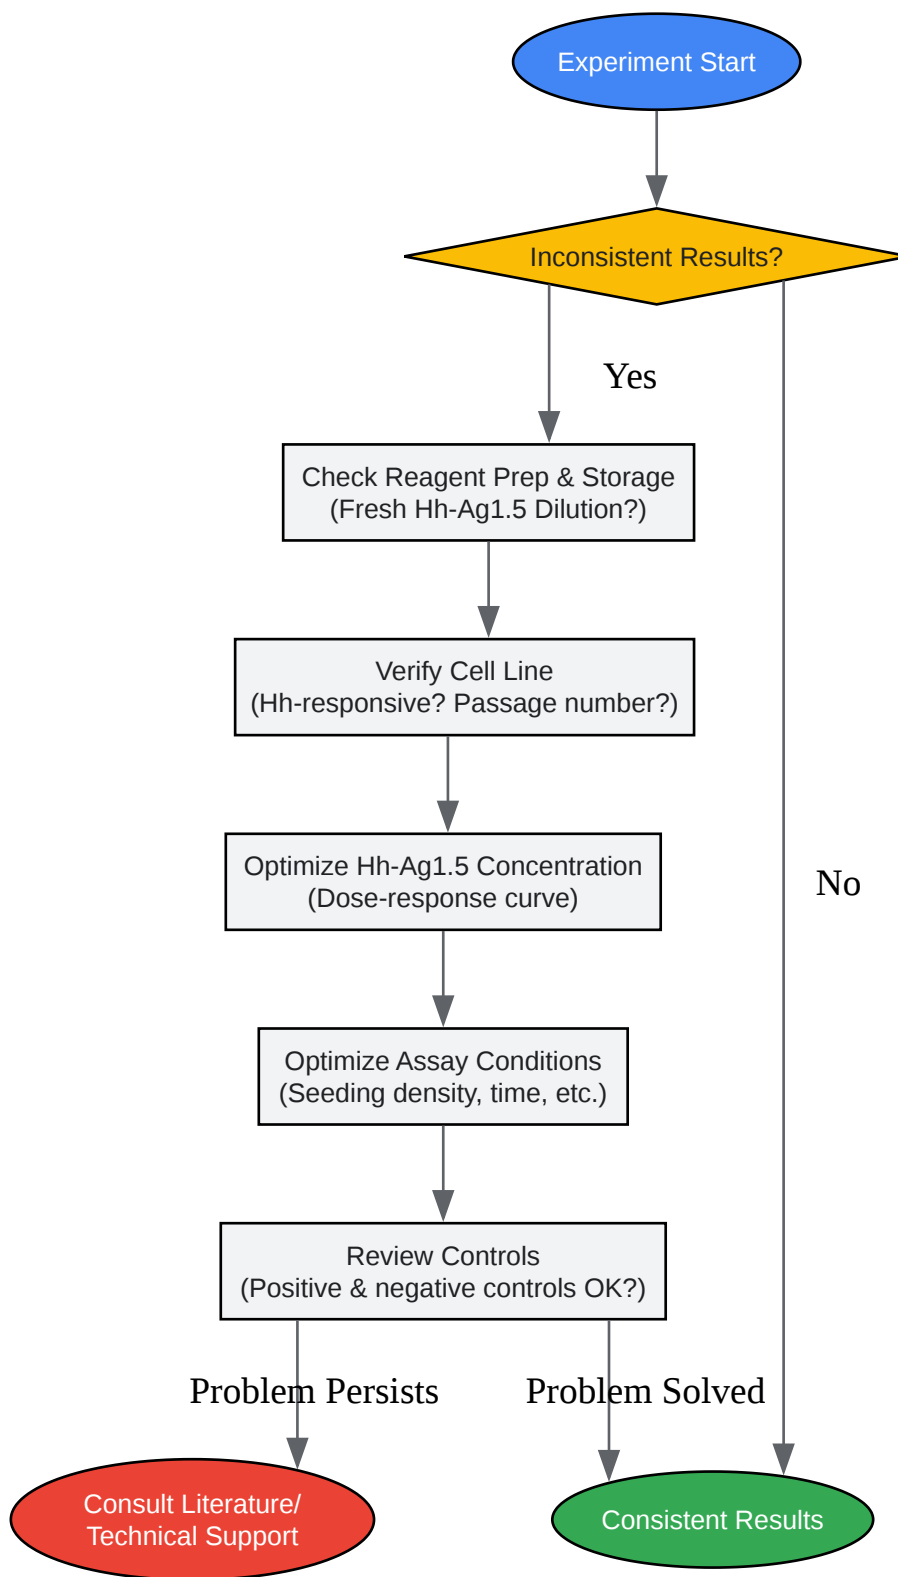 Experiment Start
Inconsistent Results?
Yes
Check Reagent Prep & Storage
(Fresh Hh-Ag1.5 Dilution?)
Verify Cell Line
(Hh-responsive? Passage number?)
Optimize Hh-Ag1.5 Concentration
(Dose-response curve)
No
Optimize Assay Conditions
(Seeding density, time, etc.)
Review Controls
(Positive & negative controls OK?)
Problem Persists
Problem Solved
Consult Literature/
Technical Support
Consistent Results